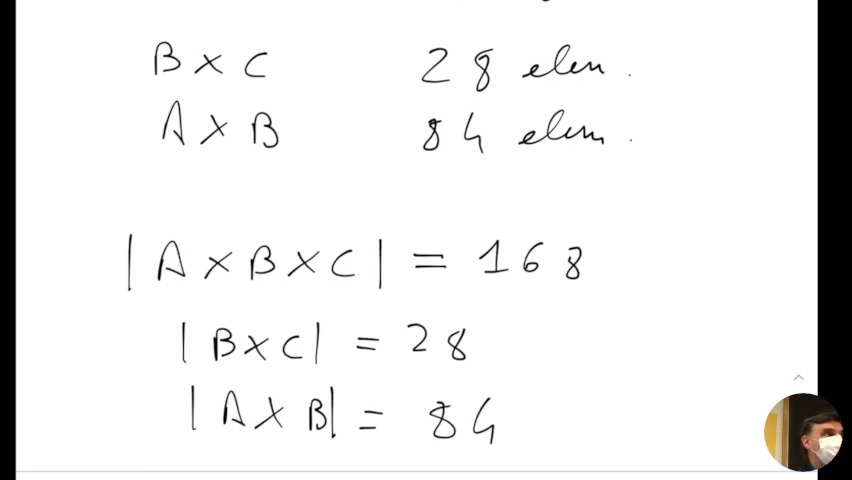 B × C 28 elem.
A × B 84 elem.
|A × B × C| = 168
|B × C| = 28
|A × B| = 84